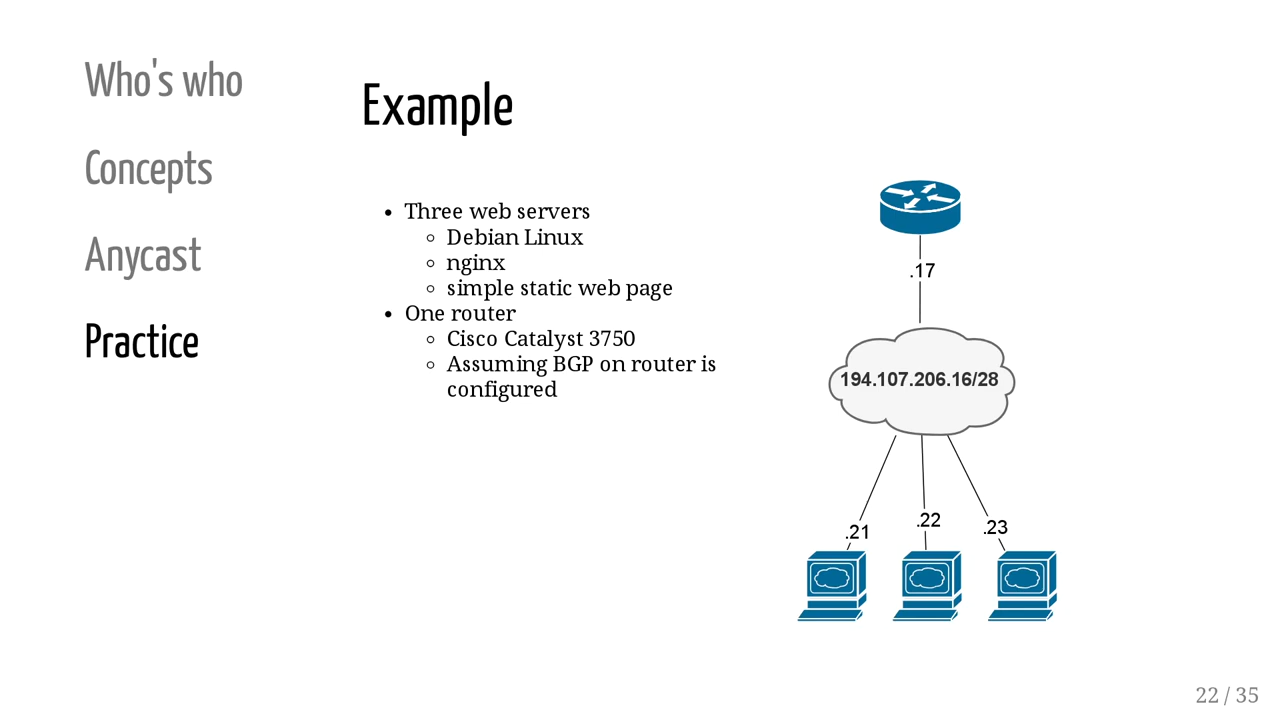 Who's who
Concepts
Anycast
Practice
Example
• Three web servers
◦ Debian Linux
◦ nginx
◦ simple static web page
• One router
◦ Cisco Catalyst 3750
◦ Assuming BGP on router is
configured
.17
194.107.206.16/28
.21
.22
.23
22 / 35